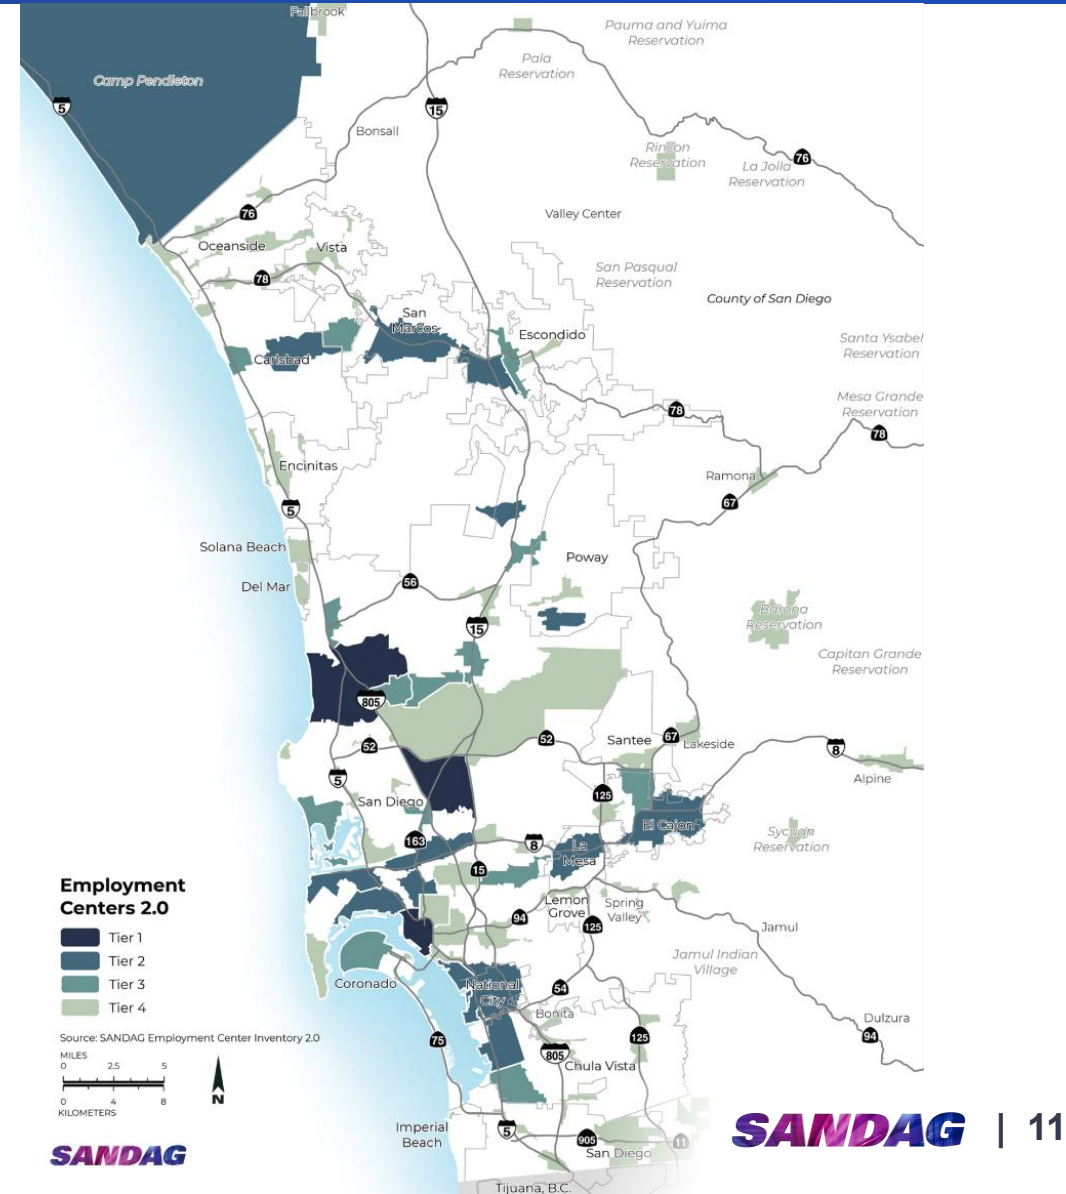 Fallbrook
Pauma and Yuima
Reservation
Pala
Reservation
Camp Pendleton
5
15
Bonsall
Rincon
Reservation
La Jolla
Reservation
76
76
Valley Center
Oceanside
Vista
78
San Pasqual
Reservation
County of San Diego
San
Marcos
Escondido
Santa Ysabel
Reservation
Carlsbad
Mesa Grande
Reservation
78
78
Encinitas
Ramona
67
5
Solana Beach
Poway
Del Mar
56
Barona
Reservation
15
Capitan Grande
Reservation
805
52
52
Santee
67
Lakeside
8
5
Alpine
125
San Diego
El Cajon
163
8
La
Mesa
Sycuan
Reservation
15
Employment
Centers 2.0
Tier 1
Tier 2
Tier 3
Tier 4
Lemon
Grove
Spring
Valley
94
125
Jamul
Jamul Indian
Village
Coronado
National
City
54
Bonita
Dulzura
94
Source: SANDAG Employment Center Inventory 2.0
75
125
805
Chula Vista
MILES
0 2.5 5
0 4 8
KILOMETERS
N
Imperial
Beach
5
905
San Diego
11
SANDAG | 11
SANDAG
Tijuana, B.C.